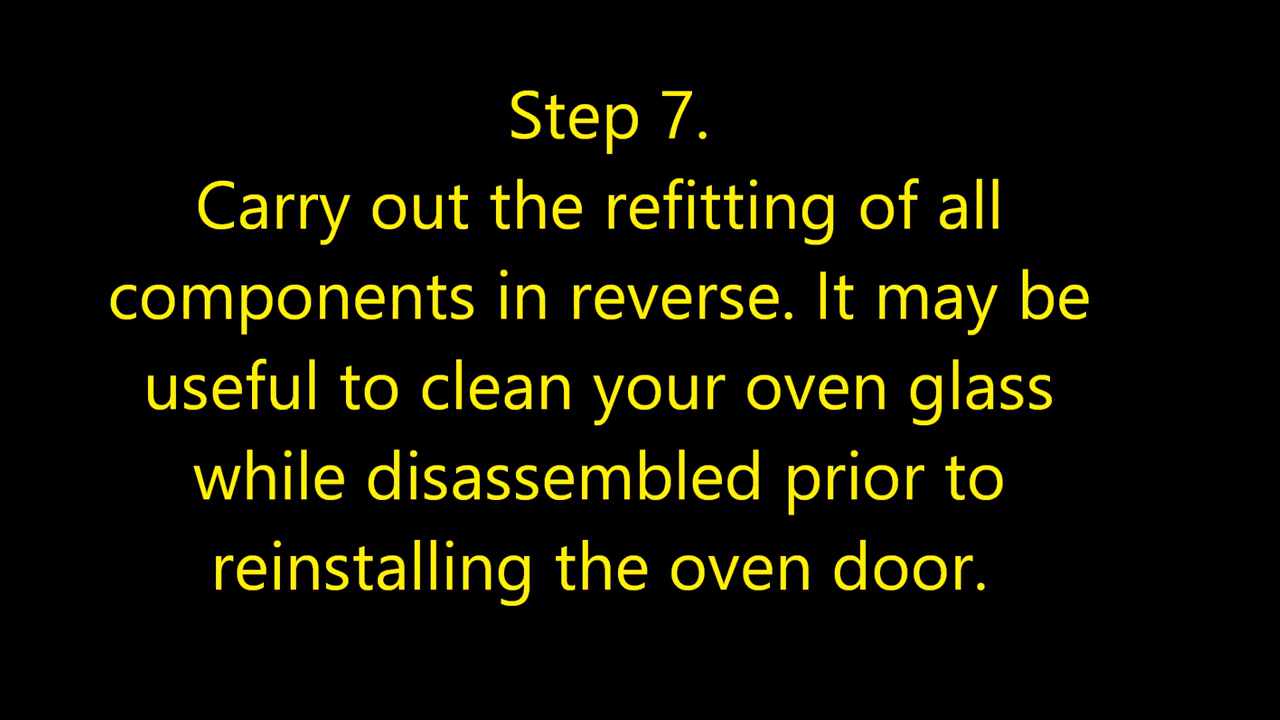 Step 7.
Carry out the refitting of all
components in reverse. It may be
useful to clean your oven glass
while disassembled prior to
reinstalling the oven door.